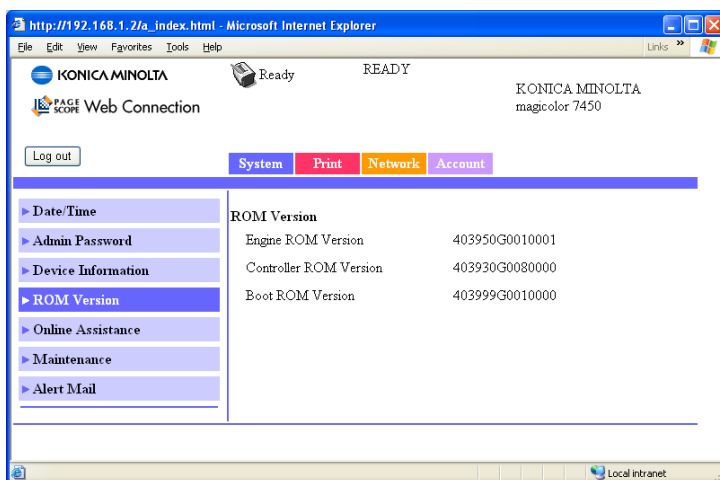 http://192.168.1.2/a_index.html - Microsoft Internet Explorer
File Edit View Favorites Tools Help Links »
KONICA MINOLTA
Ready
READY
KONICA MINOLTA
magicolor 7450
PAGE SCOPE Web Connection
Log out
System Print Network Account
Date/Time
Admin Password
Device Information
ROM Version
Online Assistance
Maintenance
Alert Mail
ROM Version
Engine ROM Version 403950G0010001
Controller ROM Version 403930G0080000
Boot ROM Version 403999G0010000
Local intranet